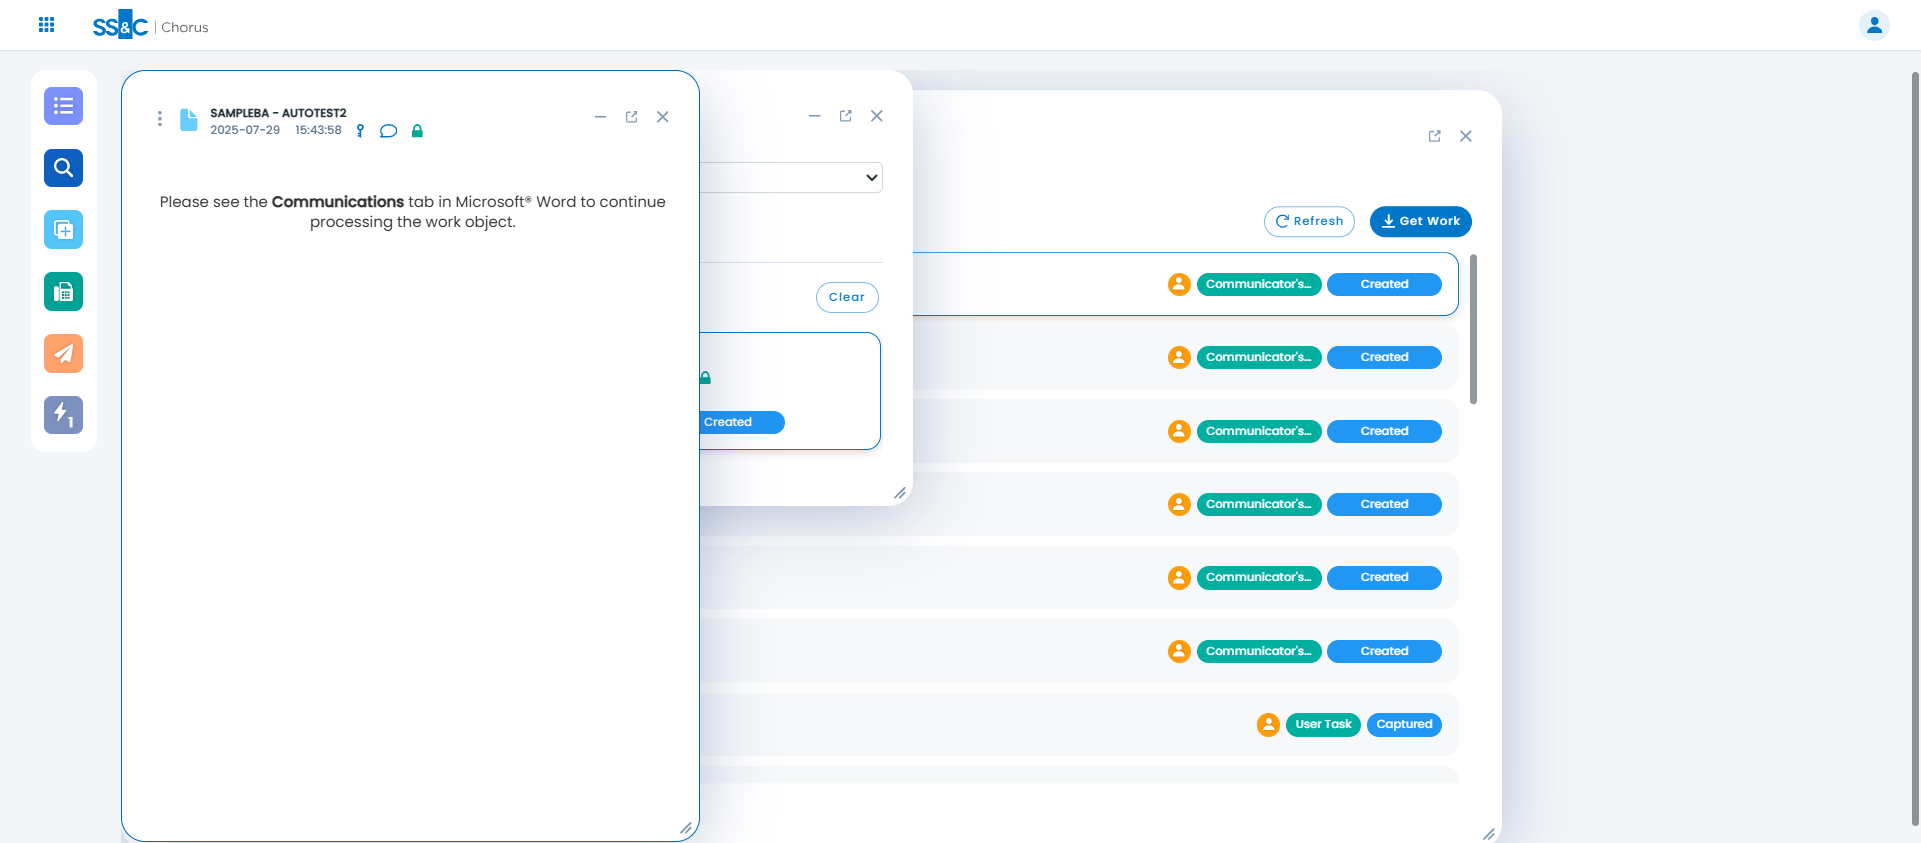 SS&C | Chorus
SAMPLEBA - AUTOTEST2
2025-07-29 15:43:58
Please see the Communications tab in Microsoft® Word to continue
processing the work object.
Clear
Created
Refresh
Get Work
Communicator's... Created
Communicator's... Created
Communicator's... Created
Communicator's... Created
Communicator's... Created
Communicator's... Created
User Task Captured
1